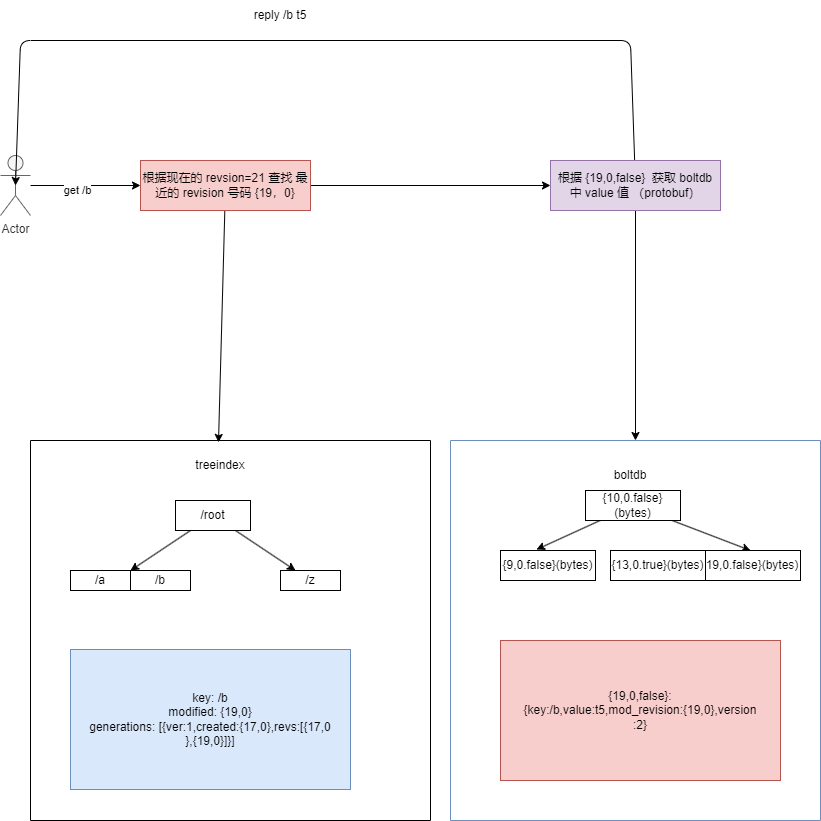 reply /b t5
get /b
Actor
根据现在的 revsion=21 查找 最
近的 revision 号码 {19，0}
根据 {19,0,false} 获取 boltdb
中 value 值 （protobuf）
treeindex
/root
/a
/b
/z
key: /b
modified: {19,0}
generations: [{ver:1,created:{17,0},revs:[{17,0
},{19,0}]}]
boltdb
{10,0.false}
(bytes)
{9,0.false}(bytes)
{13,0.true}(bytes)
19,0.false}(bytes)
{19,0,false}:
{key:/b,value:t5,mod_revision:{19,0},version
:2}